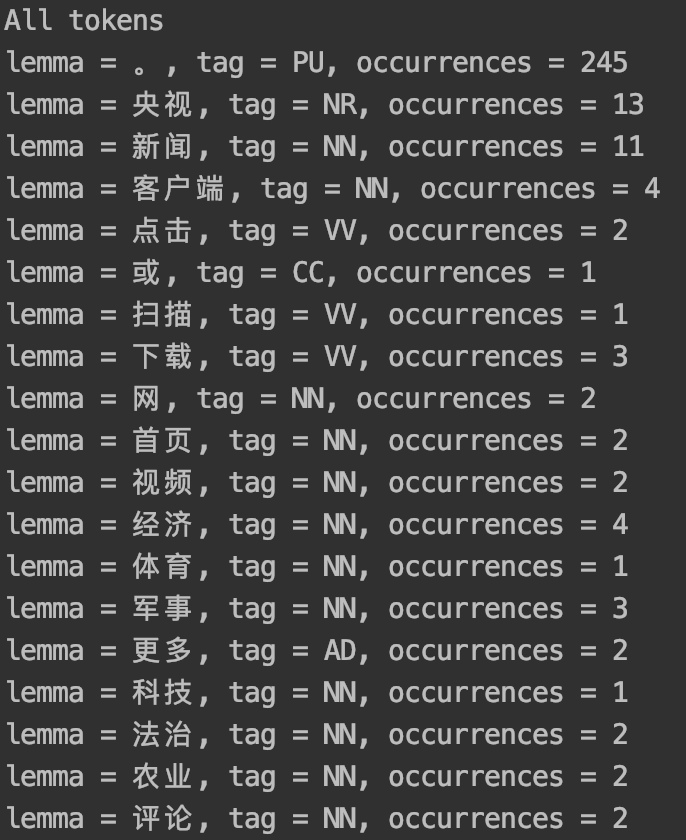 All tokens
lemma = 。, tag = PU, occurrences = 245
lemma = 央视, tag = NR, occurrences = 13
lemma = 新闻, tag = NN, occurrences = 11
lemma = 客户端, tag = NN, occurrences = 4
lemma = 点击, tag = VV, occurrences = 2
lemma = 或, tag = CC, occurrences = 1
lemma = 扫描, tag = VV, occurrences = 1
lemma = 下载, tag = VV, occurrences = 3
lemma = 网, tag = NN, occurrences = 2
lemma = 首页, tag = NN, occurrences = 2
lemma = 视频, tag = NN, occurrences = 2
lemma = 经济, tag = NN, occurrences = 4
lemma = 体育, tag = NN, occurrences = 1
lemma = 军事, tag = NN, occurrences = 3
lemma = 更多, tag = AD, occurrences = 2
lemma = 科技, tag = NN, occurrences = 1
lemma = 法治, tag = NN, occurrences = 2
lemma = 农业, tag = NN, occurrences = 2
lemma = 评论, tag = NN, occurrences = 2